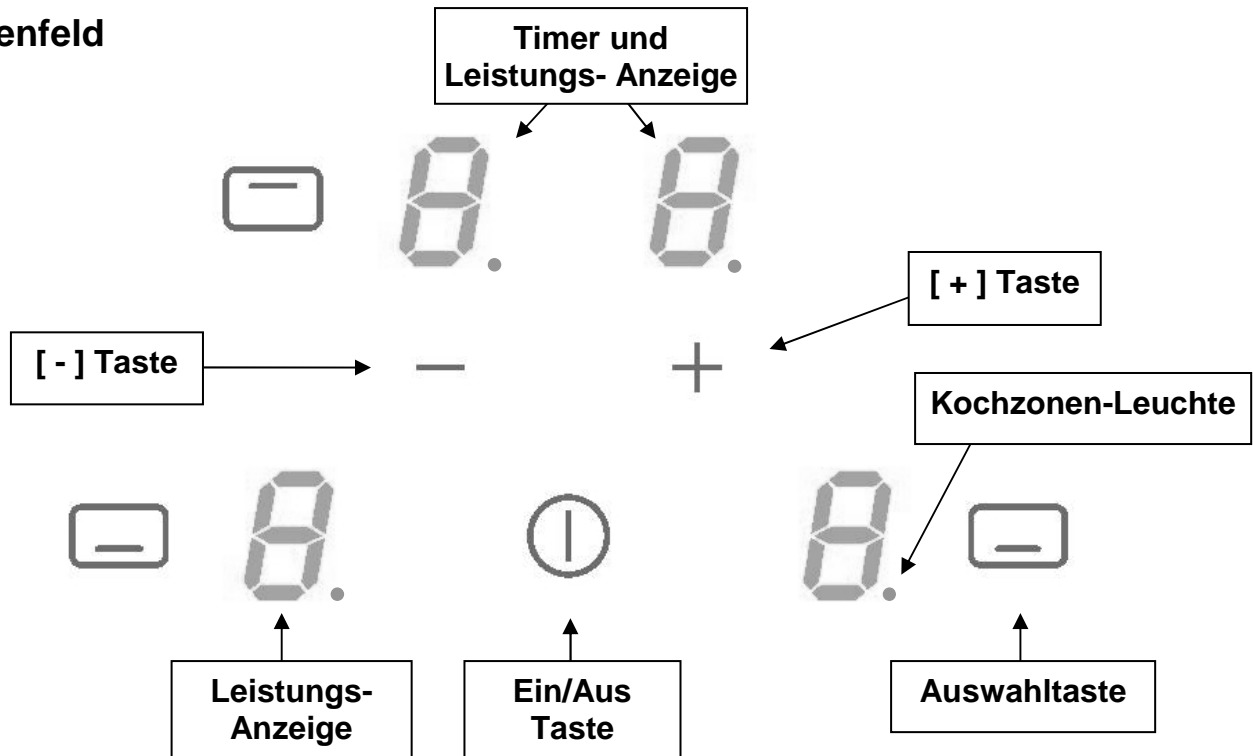 enfeld
Timer und
Leistungs- Anzeige
[ + ] Taste
[ - ] Taste
Kochzonen-Leuchte
Leistungs-
Anzeige
Ein/Aus
Taste
Auswahltaste